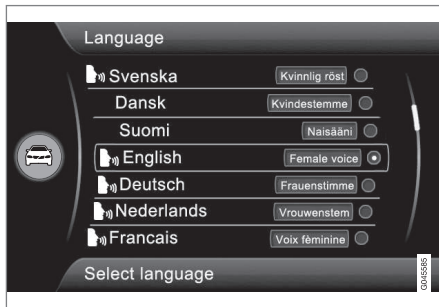 Language
Svenska Kvinnlig röst
Dansk Kvindestemme
Suomi Naisääni
English Female voice
Deutsch Frauenstimme
Nederlands Vrouwenstem
Francais Voix fèminine
Select language
G045585